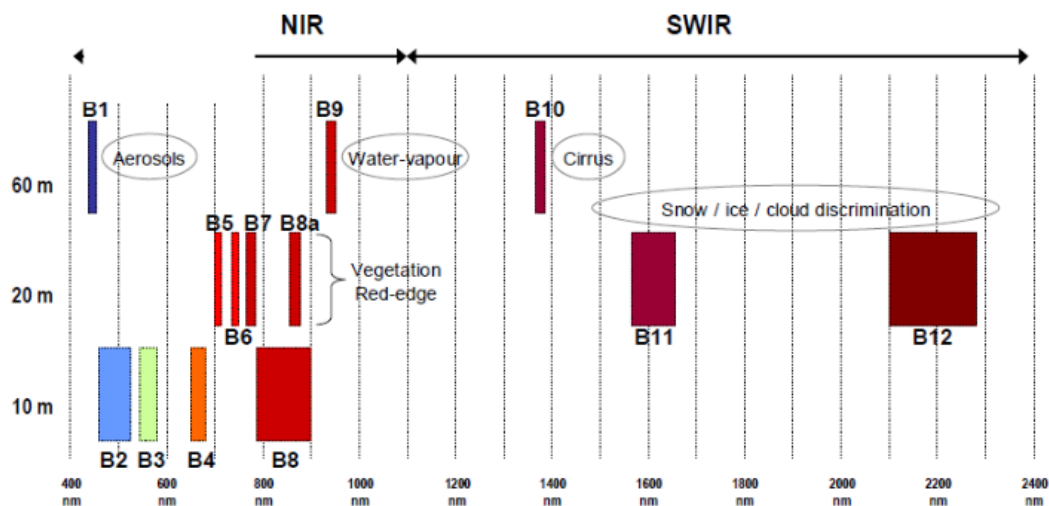 NIR
SWIR
B1
B9
B10
Aerosols
Water-vapour
Cirrus
60 m
Snow / ice / cloud discrimination
B5
B7
B8a
Vegetation
Red-edge
20 m
B6
B11
B12
10 m
B2
B3
B4
B8
400
nm
600
nm
800
nm
1000
nm
1200
nm
1400
nm
1600
nm
1800
nm
2000
nm
2200
nm
2400
nm